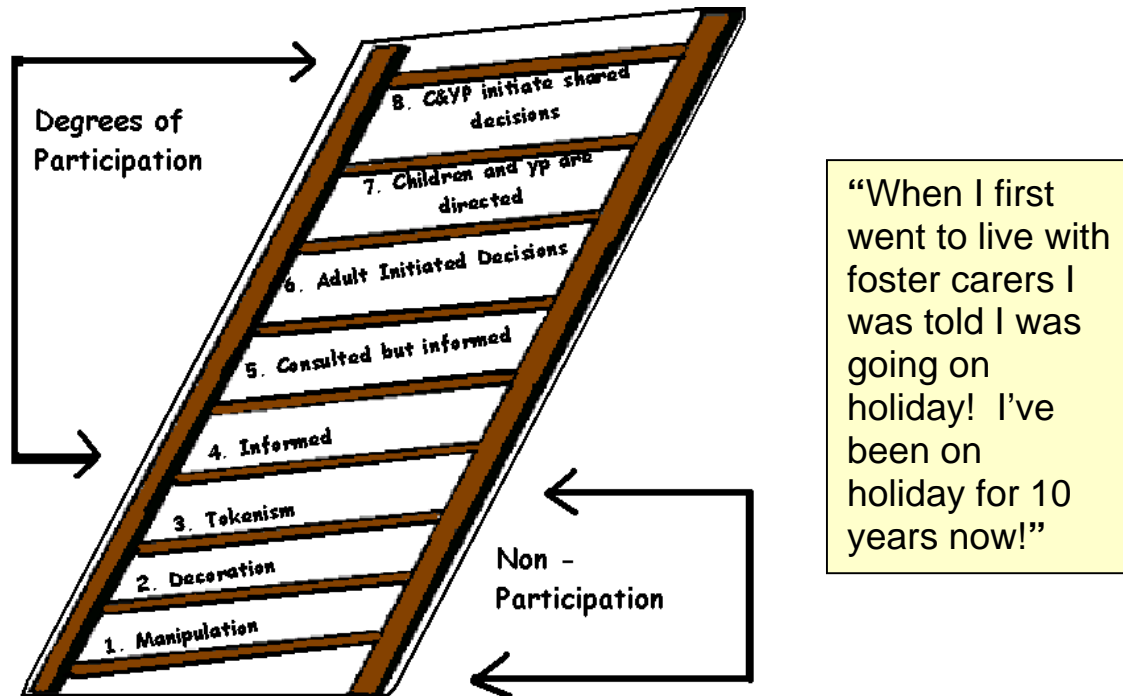 Degrees of
Participation
8. C&YP initiate shared
decisions
7. Children and yp are
directed
6. Adult Initiated Decisions
5. Consulted but informed
4. Informed
3. Tokenism
2. Decoration
1. Manipulation
Non -
Participation
“When I first
went to live with
foster carers I
was told I was
going on
holiday!  I’ve
been on
holiday for 10
years now!”